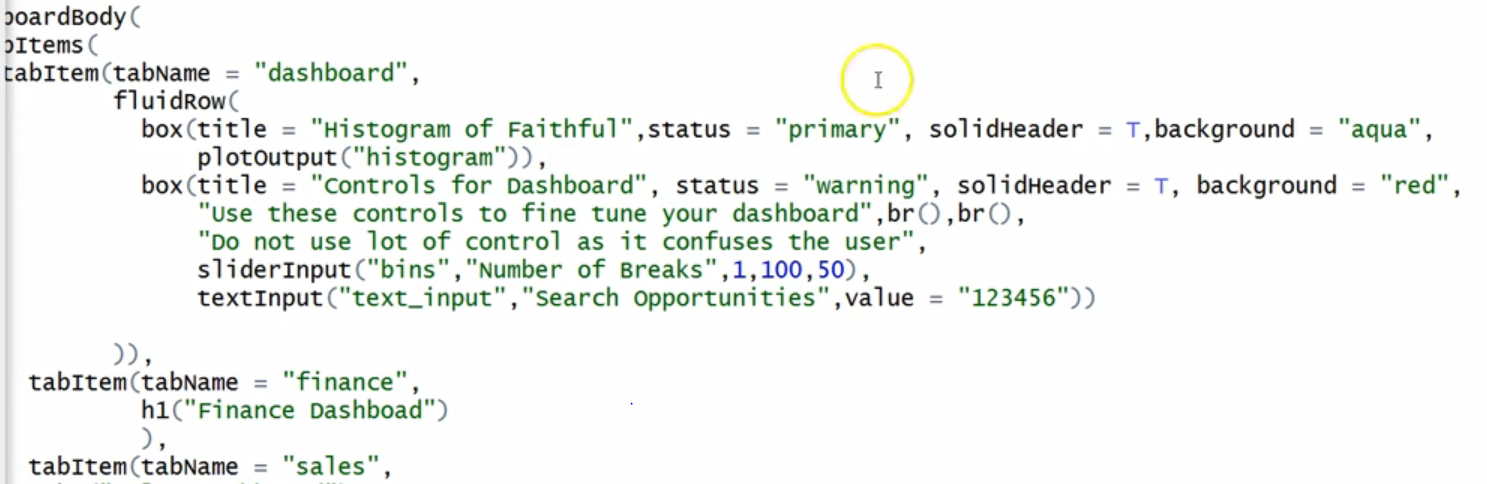 boardBody(
bItems(
tabItem(tabName = "dashboard",
fluidRow(
box(title = "Histogram of Faithful",status = "primary", solidHeader = T,background = "aqua",
plotOutput("histogram")),
box(title = "Controls for Dashboard", status = "warning", solidHeader = T, background = "red",
"Use these controls to fine tune your dashboard",br(),br(),
"Do not use lot of control as it confuses the user",
sliderInput("bins","Number of Breaks",1,100,50),
textInput("text_input","Search Opportunities",value = "123456"))
)),
tabItem(tabName = "finance",
h1("Finance Dashboad")
),
tabItem(tabName = "sales",